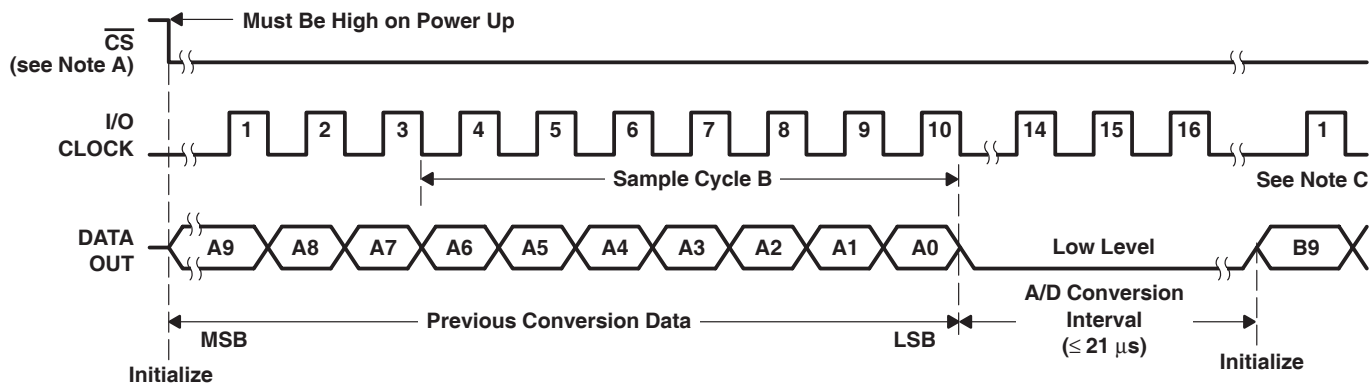 Must Be High on Power Up
CS
(see Note A)
I/O
CLOCK
1 2 3 4 5 6 7 8 9 10 14 15 16 1
Sample Cycle B
See Note C
DATA
OUT
A9 A8 A7 A6 A5 A4 A3 A2 A1 A0 Low Level B9
A/D Conversion
Interval
(≤ 21 μs)
Previous Conversion Data
MSB
LSB
Initialize
Initialize